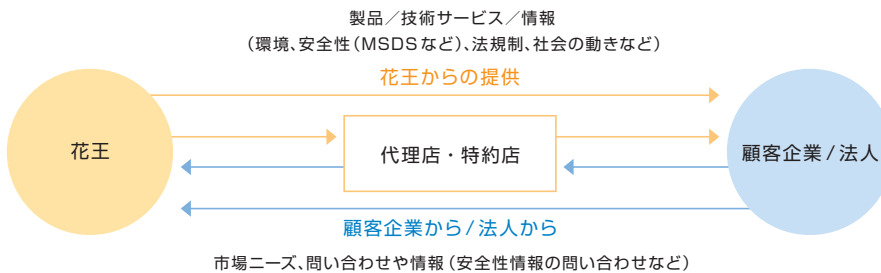 製品／技術サービス／情報
（環境、安全性（MSDSなど）、法規制、社会の動きなど）
花王からの提供
花王
代理店・特約店
顧客企業/法人
顧客企業から/法人から
市場ニーズ、問い合わせや情報（安全性情報の問い合わせなど）